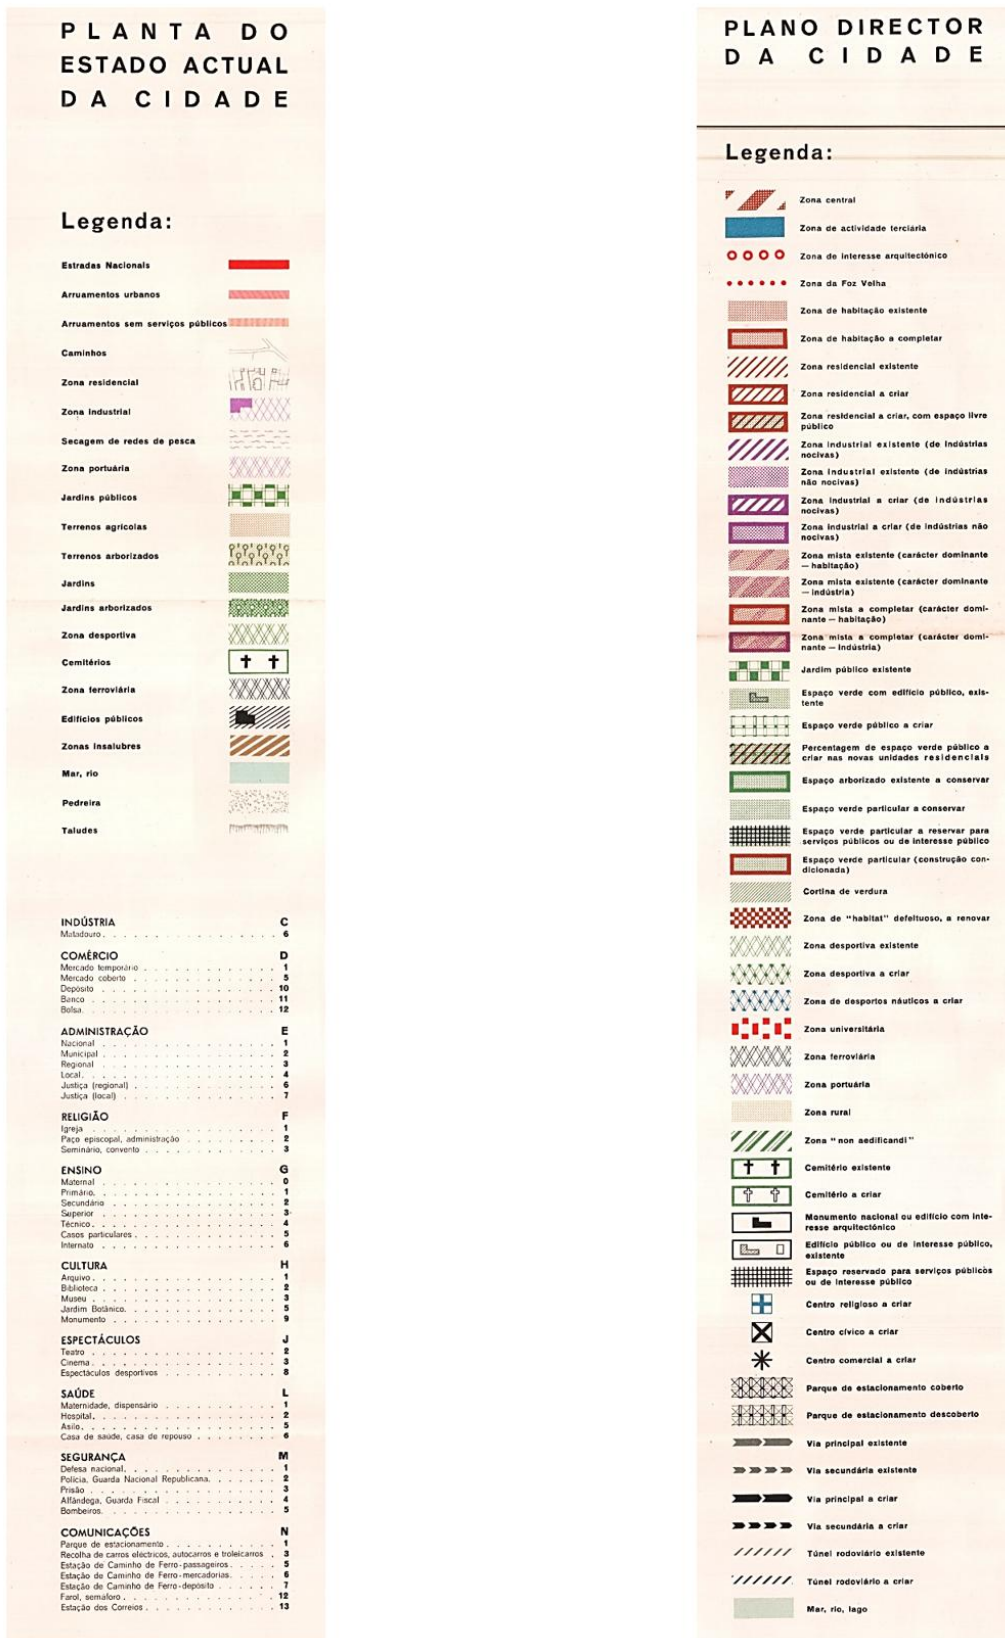 PLANTA DO
ESTADO ACTUAL
DA CIDADE
Legenda:
Estradas Nacionais
Arruamentos urbanos
Arruamentos sem serviços públicos
Caminhos
Zona residencial
Zona industrial
Secagem de redes de pesca
Zona portuária
Jardins públicos
Terrenos agrícolas
Terrenos arborizados
Jardins
Jardins arborizados
Zona desportiva
Cemitérios
Zona ferroviária
Edifícios públicos
Zonas insalubres
Mar, rio
Pedreira
Taludes
INDÚSTRIA C
Matadouro 6
COMÉRCIO D
Mercado temporário 1
Mercado coberto 5
Depósito 10
Banco 11
Bolsa 12
ADMINISTRAÇÃO E
Nacional 1
Municipal 2
Regional 3
Local 4
Justiça (regional) 6
Justiça (local) 7
RELIGIÃO F
Igreja 1
Paço episcopal, administração 2
Seminário, convento 3
ENSINO G
Maternal 0
Primário 1
Secundário 2
Superior 3
Técnico 4
Casos particulares 5
Internato 6
CULTURA H
Arquivo 1
Biblioteca 2
Museu 3
Jardim Botânico 5
Monumento 9
ESPECTÁCULOS J
Teatro 2
Cinema 3
Espectáculos desportivos 8
SAÚDE L
Maternidade, dispensário 1
Hospital 2
Asilo 5
Casa de saúde, casa de repouso 6
SEGURANÇA M
Defesa nacional 1
Polícia, Guarda Nacional Republicana 2
Prisão 3
Alfândega, Guarda Fiscal 4
Bombeiros 5
COMUNICAÇÕES N
Parque de estacionamento 1
Recolha de carros eléctricos, autocarros e troleicarros 3
Estação de Caminho de Ferro-passageiros 5
Estação de Caminho de Ferro-mercadorias 6
Estação de Caminho de Ferro-depósito 7
Farol, semáforo 12
Estação dos Correios 13
PLANO DIRECTOR
DA CIDADE
Legenda:
Zona central
Zona de actividade terciária
Zona de interesse arquitectónico
Zona da Foz Velha
Zona de habitação existente
Zona de habitação a completar
Zona residencial existente
Zona residencial a criar
Zona residencial a criar, com espaço livre
público
Zona industrial existente (de indústrias
nocivas)
Zona industrial existente (de indústrias
não nocivas)
Zona industrial a criar (de indústrias
nocivas)
Zona industrial a criar (de indústrias não
nocivas)
Zona mista existente (carácter dominante
— habitação)
Zona mista existente (carácter dominante
— indústria)
Zona mista a completar (carácter domi-
nante — habitação)
Zona mista a completar (carácter domi-
nante — indústria)
Jardim público existente
Espaço verde com edifício público, exis-
tente
Espaço verde público a criar
Percentagem de espaço verde público a
criar nas novas unidades residenciais
Espaço arborizado existente a conservar
Espaço verde particular a conservar
Espaço verde particular a reservar para
serviços públicos ou de interesse público
Espaço verde particular (construção con-
dicionada)
Cortina de verdura
Zona de "habitat" defeituoso, a renovar
Zona desportiva existente
Zona desportiva a criar
Zona de desportos náuticos a criar
Zona universitária
Zona ferroviária
Zona portuária
Zona rural
Zona "non aedificandi"
Cemitério existente
Cemitério a criar
Monumento nacional ou edifício com inte-
resse arquitectónico
Edifício público ou de interesse público,
existente
Espaço reservado para serviços públicos
ou de interesse público
Centro religioso a criar
Centro cívico a criar
Centro comercial a criar
Parque de estacionamento coberto
Parque de estacionamento descoberto
Via principal existente
Via secundária existente
Via principal a criar
Via secundária a criar
Túnel rodoviário existente
Túnel rodoviário a criar
Mar, rio, lago